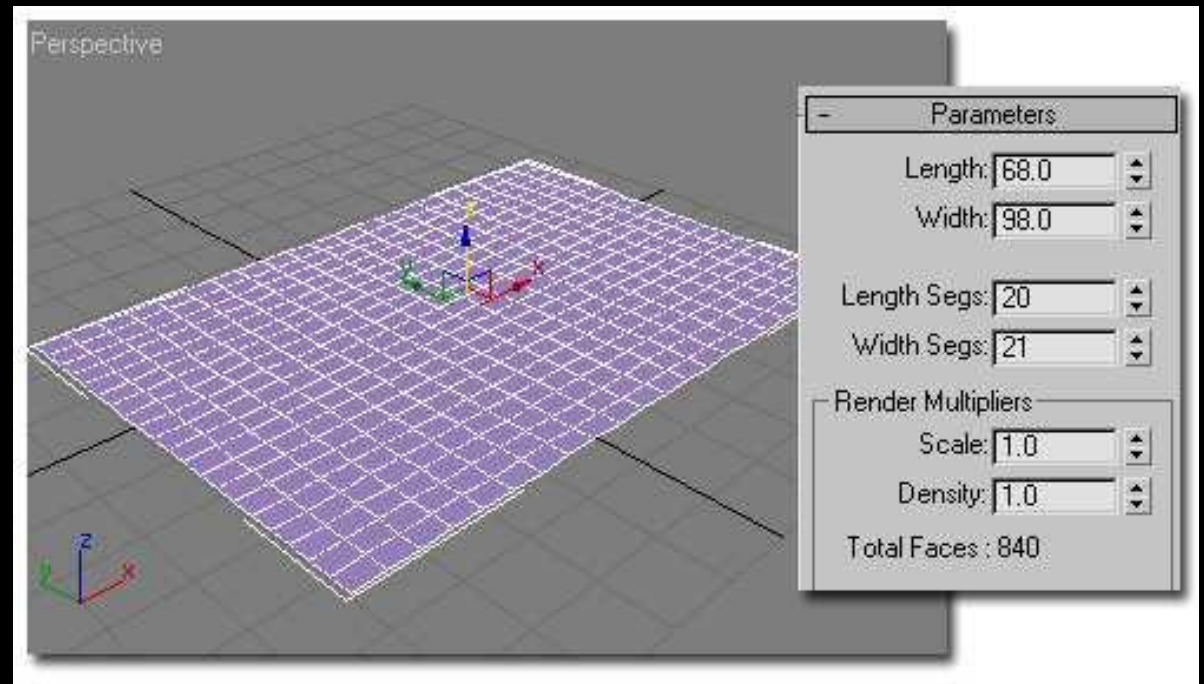 Perspective
- Parameters
Length: 68.0
Width: 98.0
Length Segs: 20
Width Segs: 21
Render Multipliers
Scale: 1.0
Density: 1.0
Total Faces : 840
z
y
x
z
y
x